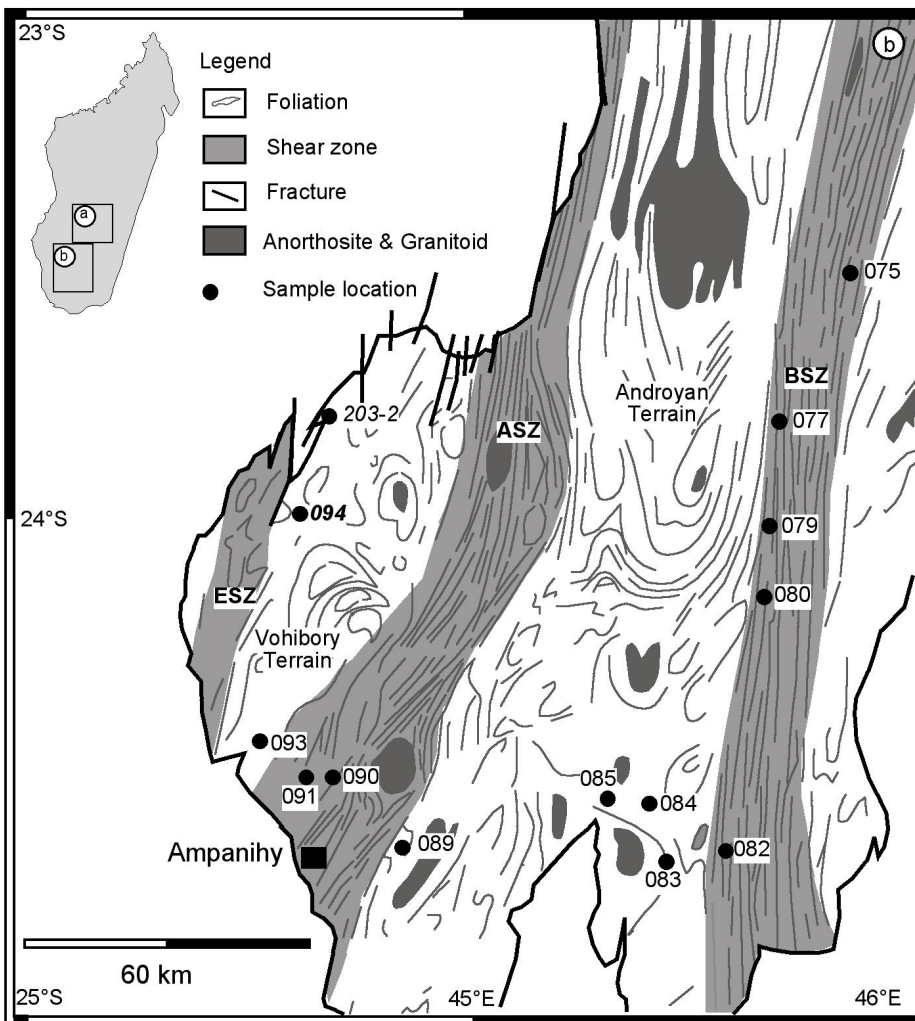 23°S
b
Legend
Foliation
Shear zone
Fracture
Anorthosite & Granitoid
Sample location
a
b
075
Androyan
Terrain
BSZ
203-2
ASZ
077
094
24°S
079
ESZ
080
Vohibory
Terrain
093
091
090
085
084
Ampanihy
089
082
083
60 km
25°S
45°E
46°E